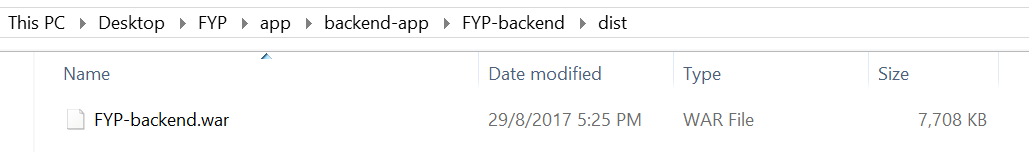 This PC > Desktop > FYP > app > backend-app > FYP-backend > dist
Name Date modified Type Size
FYP-backend.war 29/8/2017 5:25 PM WAR File 7,708 KB